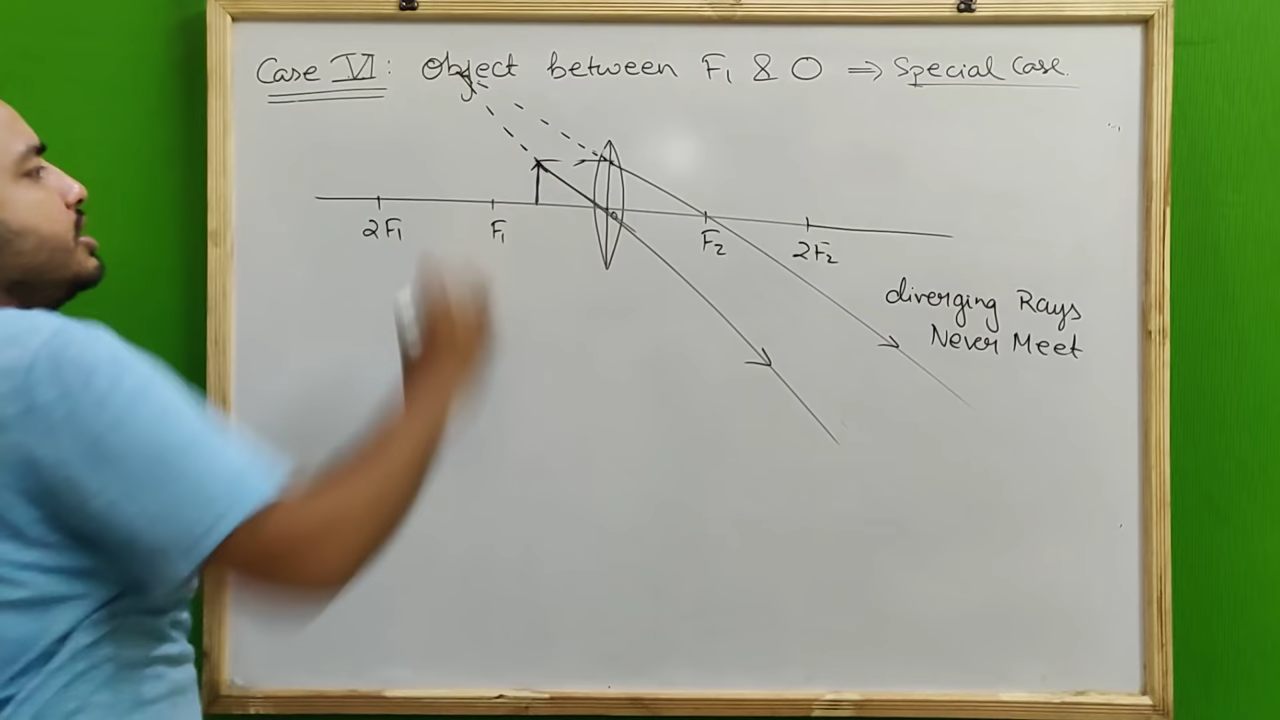 Case VI: Object between F₁ & O ⇒ Special Case.
2F₁
F₁
O
F₂
2F₂
diverging Rays
Never Meet